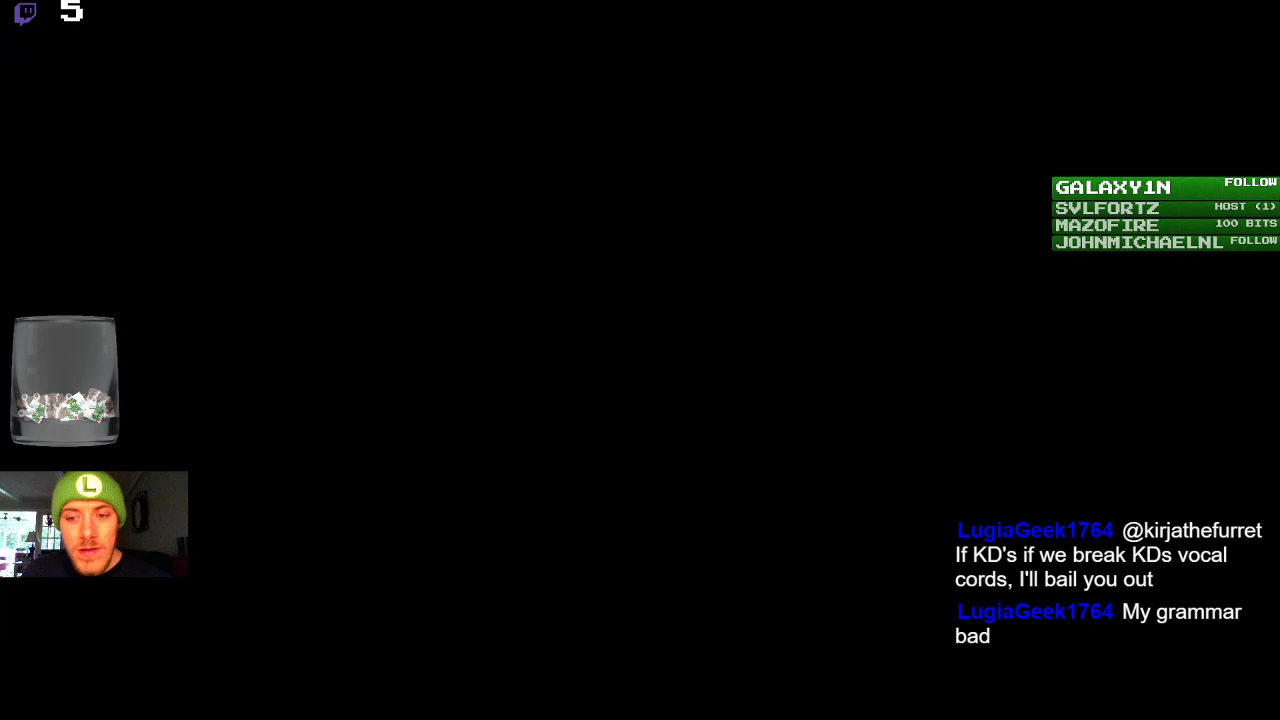 5
GALAXY1N FOLLOW
SVLFORTZ HOST (1)
MAZOFIRE 100 BITS
JOHNMICHAELNL FOLLOW
L
LugiaGeek1764 @kirjathefurret
If KD's if we break KDs vocal
cords, I'll bail you out
LugiaGeek1764 My grammar
bad